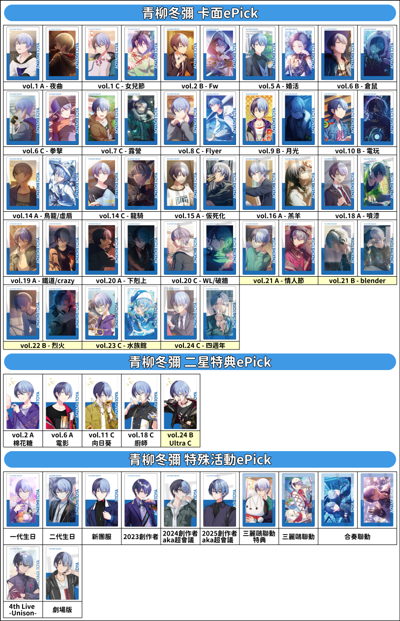 青柳冬彌 卡面ePick
vol.1 A - 夜曲
vol.1 C - 女兒節
vol.2 B - Fw
vol.5 A - 婚活
vol.6 B - 倉鼠
vol.6 C - 拳擊
vol.7 C - 露營
vol.8 C - Flyer
vol.9 B - 月光
vol.10 B - 電玩
vol.14 A - 烏龍/虛扇
vol.14 C - 龍騎
vol.15 A - 仮死化
vol.16 A - 黑羊
vol.18 A - 噴漆
vol.19 A - 鐵道/crazy
vol.20 A - 下剋上
vol.20 C - WL/破牆
vol.21 A - 情人節
vol.21 B - blender
vol.22 B - 烈火
vol.23 C - 水族館
vol.24 C - 四週年
青柳冬彌 二星特典ePick
vol.2 A
棉花糖
vol.6 A
電影
vol.11 C
向日葵
vol.18 C
廚師
vol.24 B
Ultra C
青柳冬彌 特殊活動ePick
一代生日
二代生日
新團服
2023創作者
2024創作者
aka超會議
2025創作者
aka超會議
三麗鷗聯動
特典
三麗鷗聯動
合奏聯動
4th Live
-Unison-
劇場版